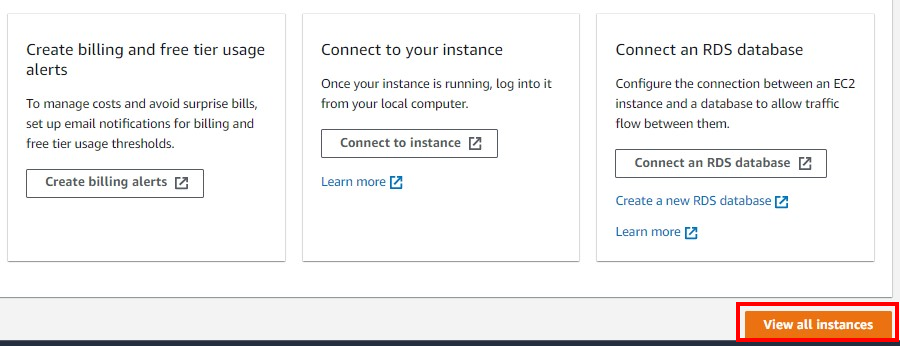 Create billing and free tier usage
alerts
To manage costs and avoid surprise bills,
set up email notifications for billing and
free tier usage thresholds.
Create billing alerts
Connect to your instance
Once your instance is running, log into it
from your local computer.
Connect to instance
Learn more
Connect an RDS database
Configure the connection between an EC2
instance and a database to allow traffic
flow between them.
Connect an RDS database
Create a new RDS database
Learn more
View all instances